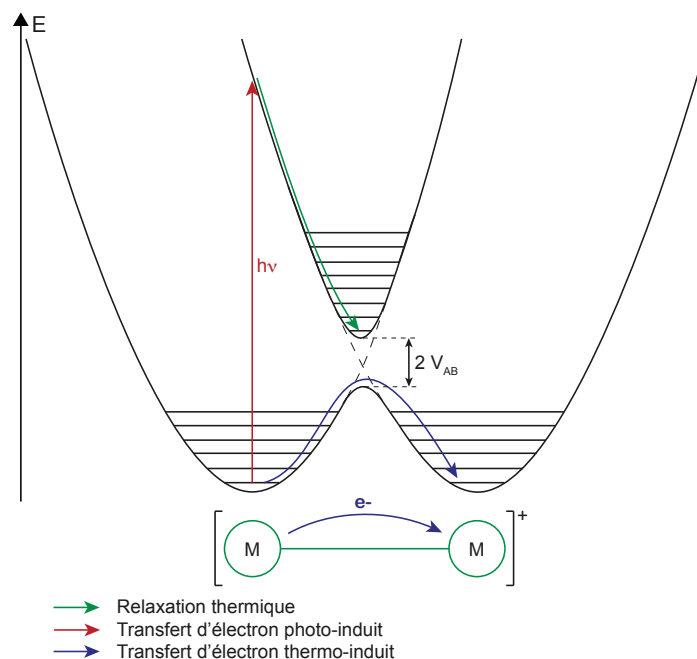 E
hν
2 V_AB
e-
[ M M ]+
Relaxation thermique
Transfert d'électron photo-induit
Transfert d'électron thermo-induit